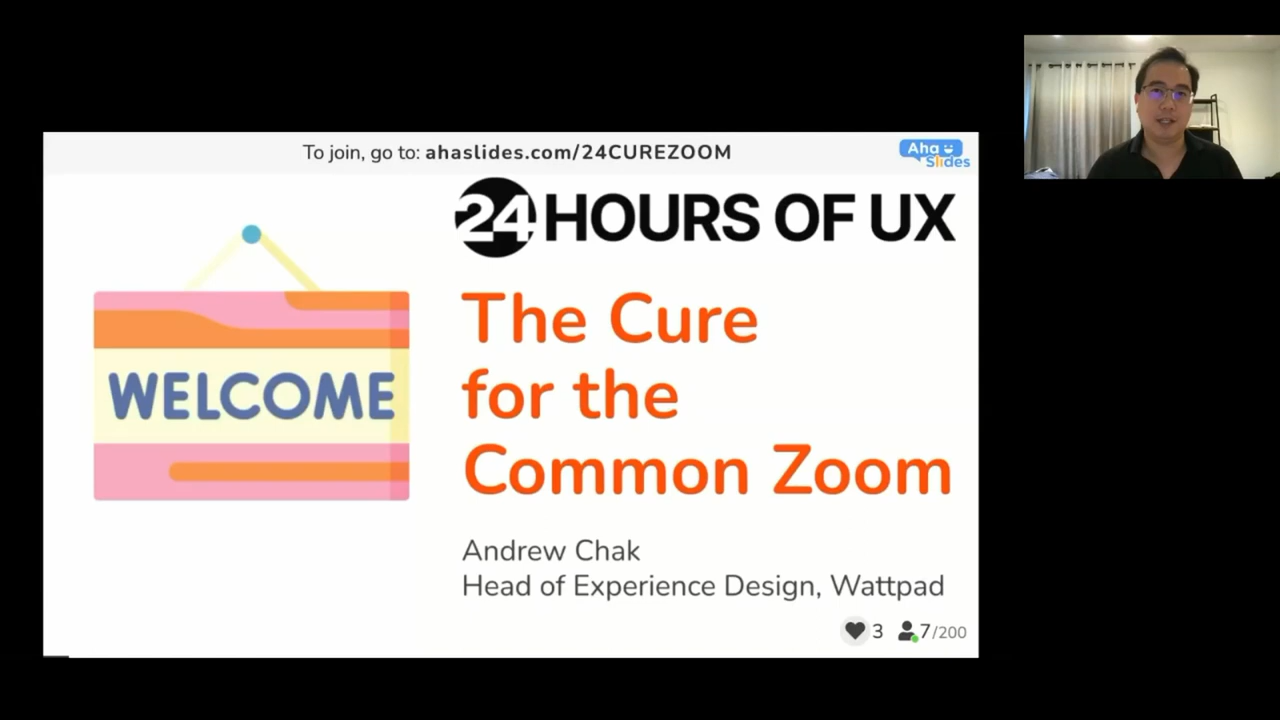 To join, go to: ahaslides.com/24CUREZOOM
Aha
Slides
24 HOURS OF UX
WELCOME
The Cure
for the
Common Zoom
Andrew Chak
Head of Experience Design, Wattpad
3 7/200